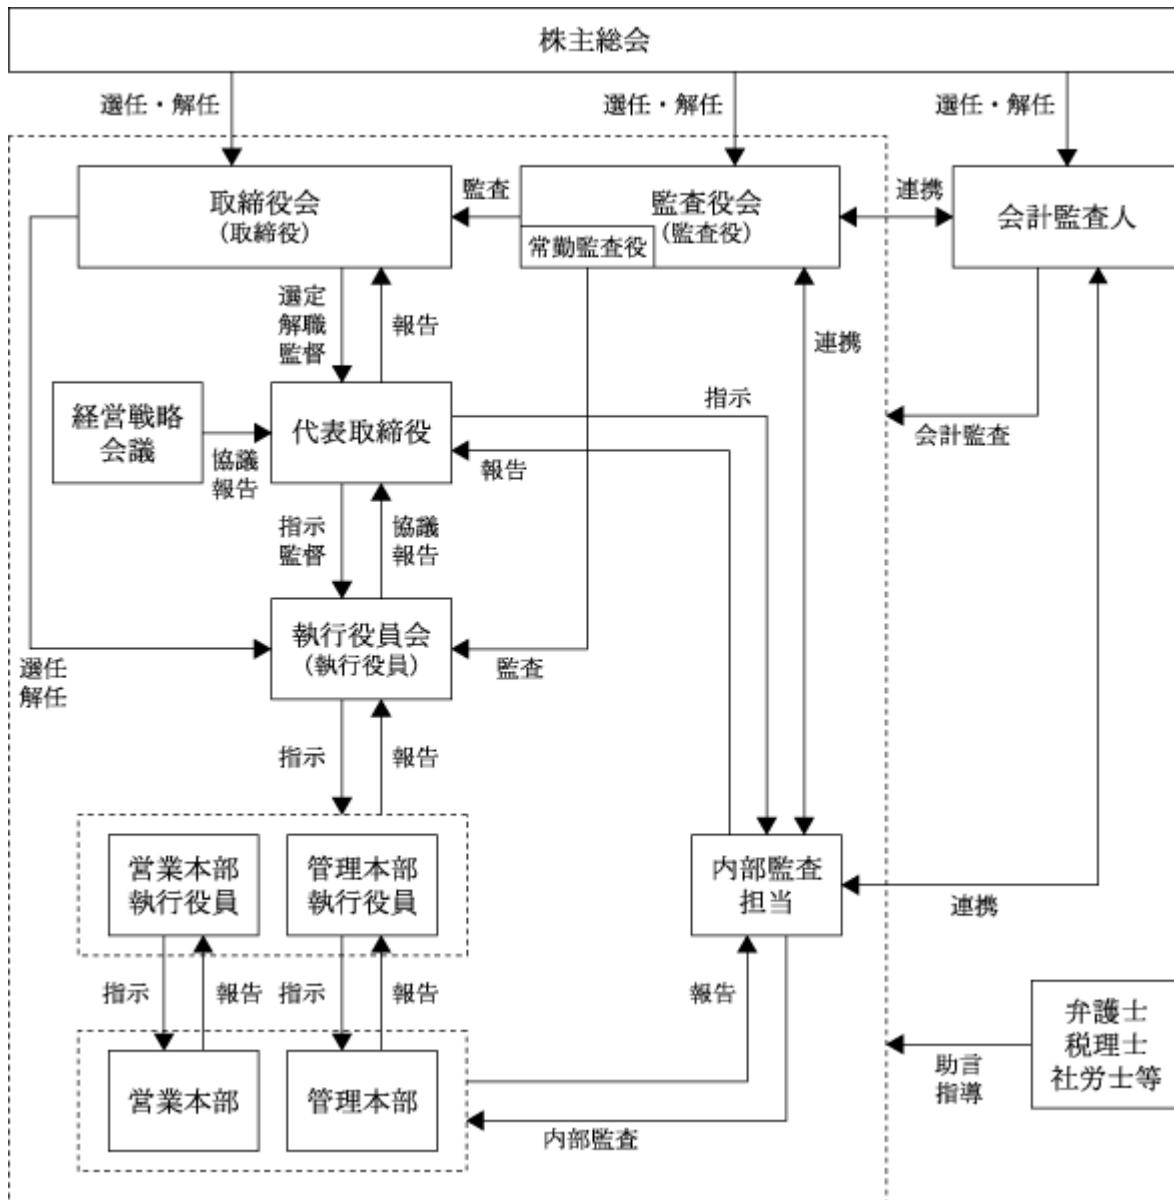 株主総会
選任・解任
選任・解任
選任・解任
取締役会
(取締役)
監査
監査役会
(監査役)
常勤監査役
連携
会計監査人
選定
解職
監督
報告
連携
経営戦略
会議
協議
報告
代表取締役
指示
報告
会計監査
指示
監督
協議
報告
執行役員会
(執行役員)
監査
選任
解任
指示
報告
営業本部
執行役員
管理本部
執行役員
内部監査
担当
連携
指示
報告
指示
報告
報告
営業本部
管理本部
内部監査
弁護士
税理士
社労士等
助言
指導